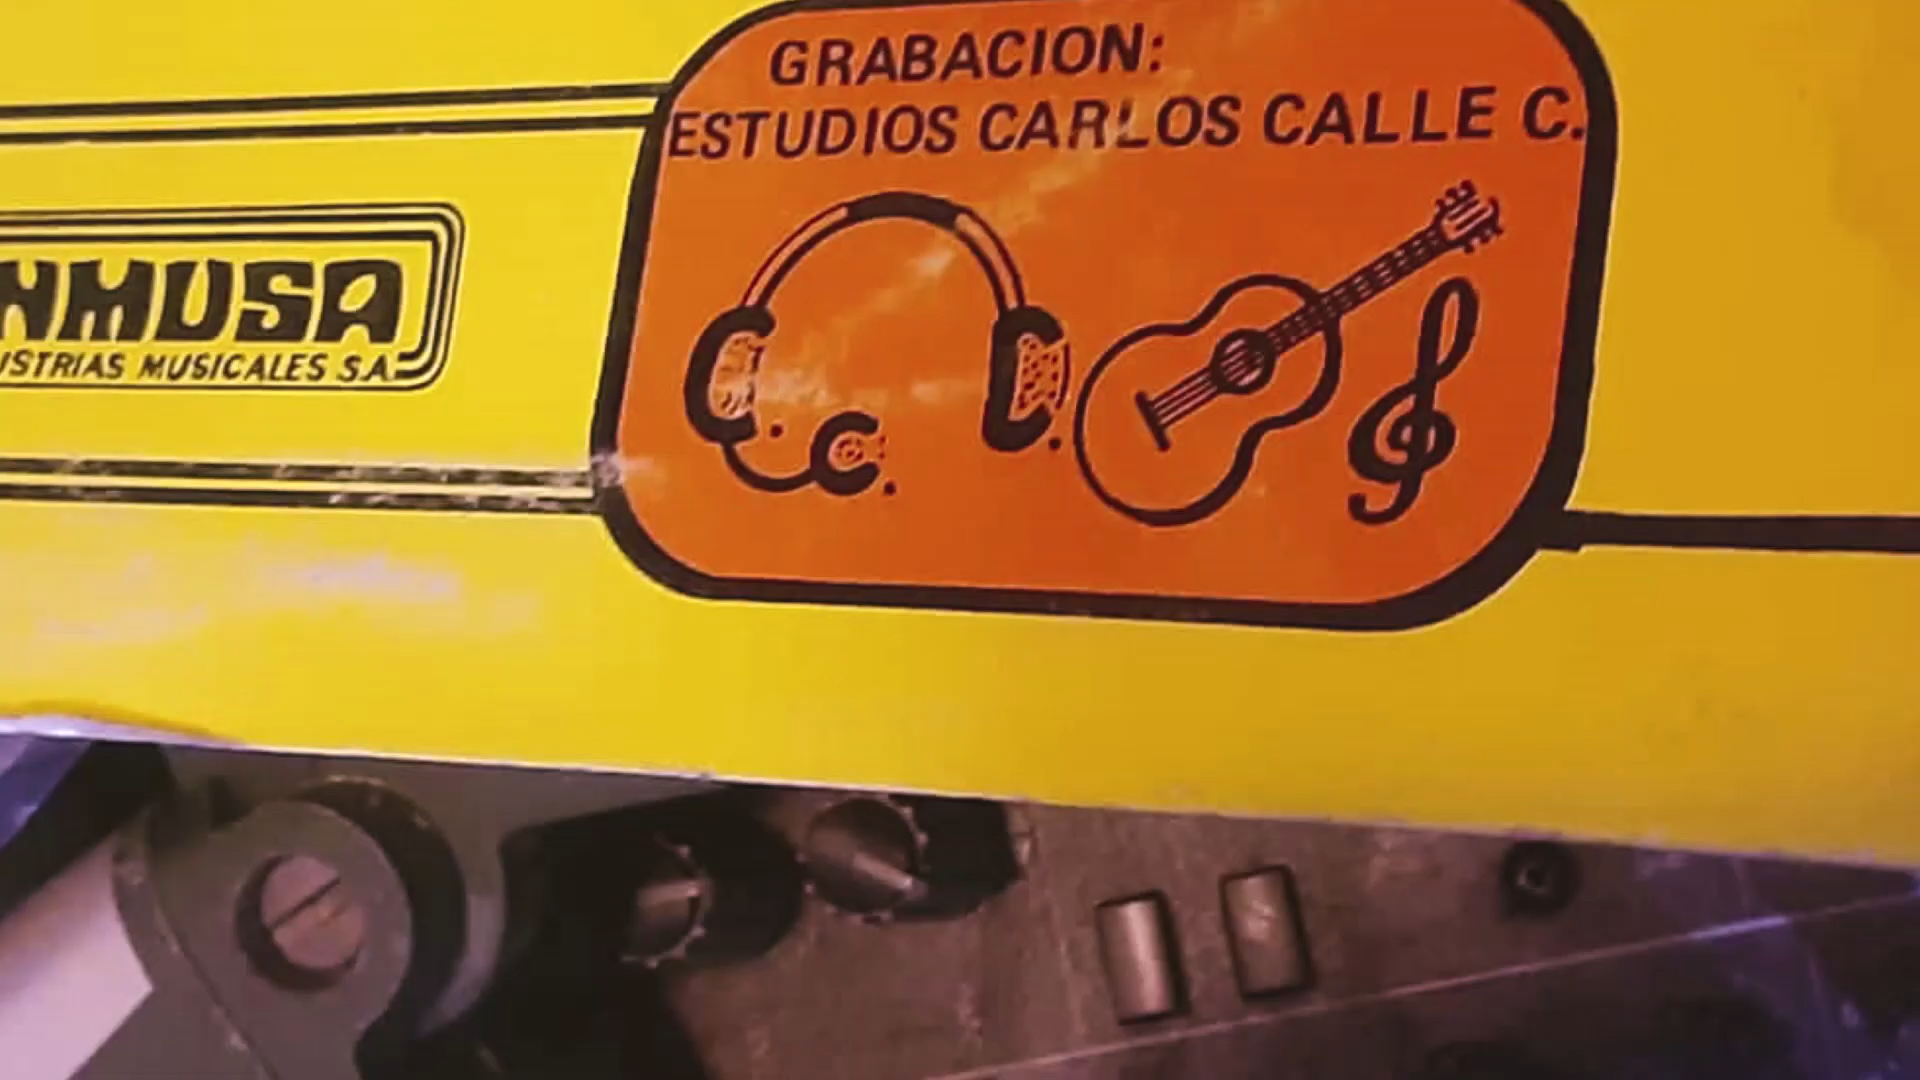 GRABACION:
ESTUDIOS CARLOS CALLE C.
NMUSA
USTRIAS MUSICALES S.A.
C. C. C.